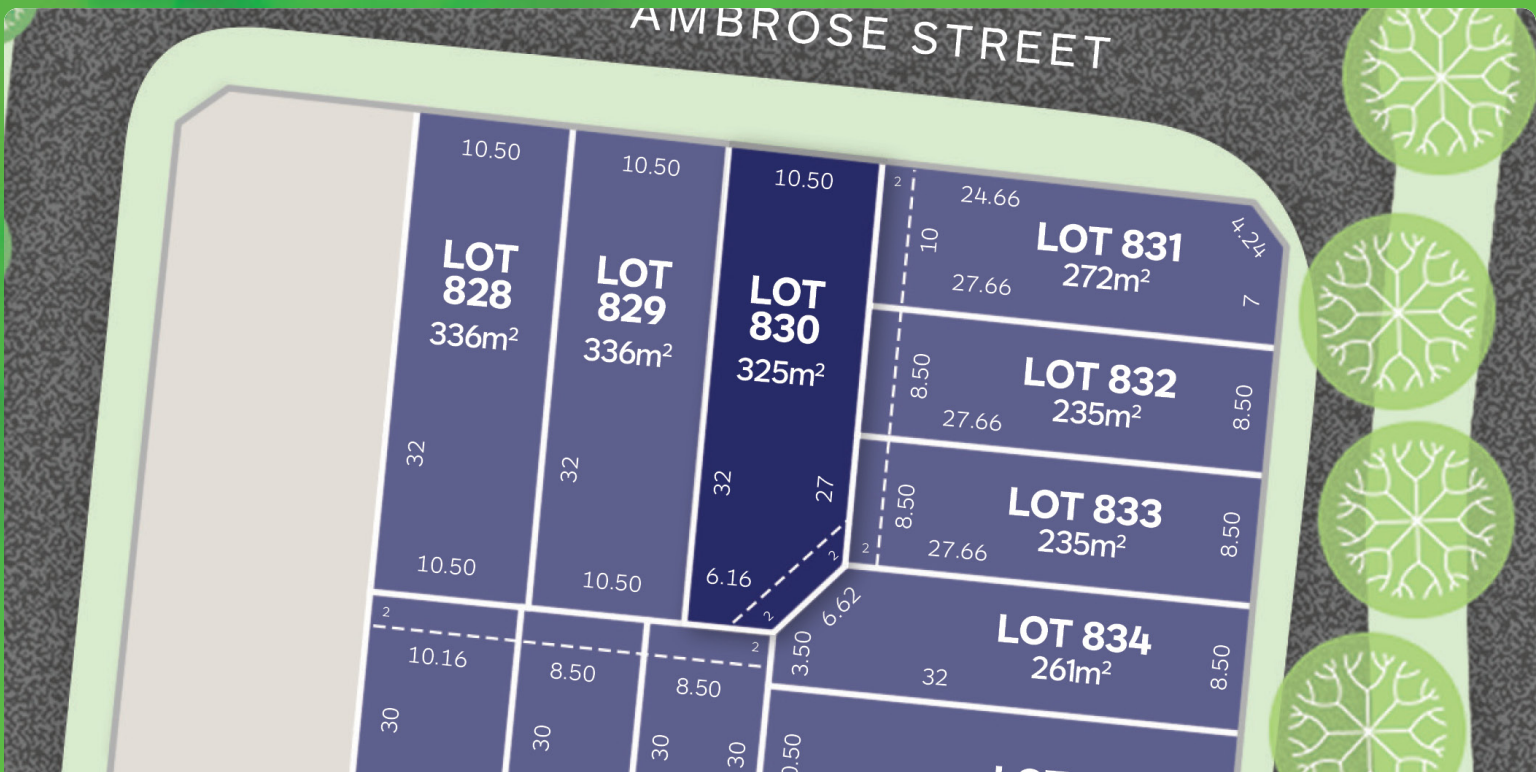 AMBROSE STREET
10.50
LOT
828
336m²
32
10.50
10.50
LOT
829
336m²
32
10.50
10.50
LOT
830
325m²
32
27
6.16
2
2
2
24.66
4.24
10
LOT 831
272m²
27.66
7
8.50
LOT 832
235m²
27.66
8.50
2
8.50
LOT 833
235m²
27.66
8.50
6.62
3.50
LOT 834
261m²
32
8.50
2
10.16
30
8.50
30
2
8.50
30
30